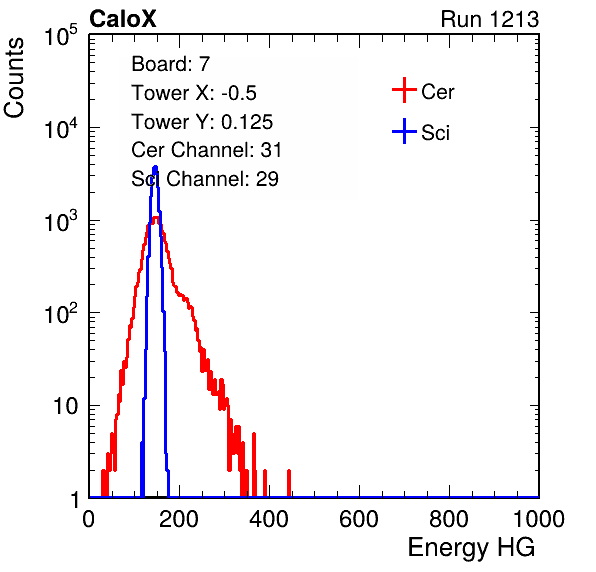 CaloX Run 1213
Counts
10^5
10^4
10^3
10^2
10
1
Board: 7
Tower X: -0.5
Tower Y: 0.125
Cer Channel: 31
Sci Channel: 29
Cer
Sci
0 200 400 600 800 1000
Energy HG